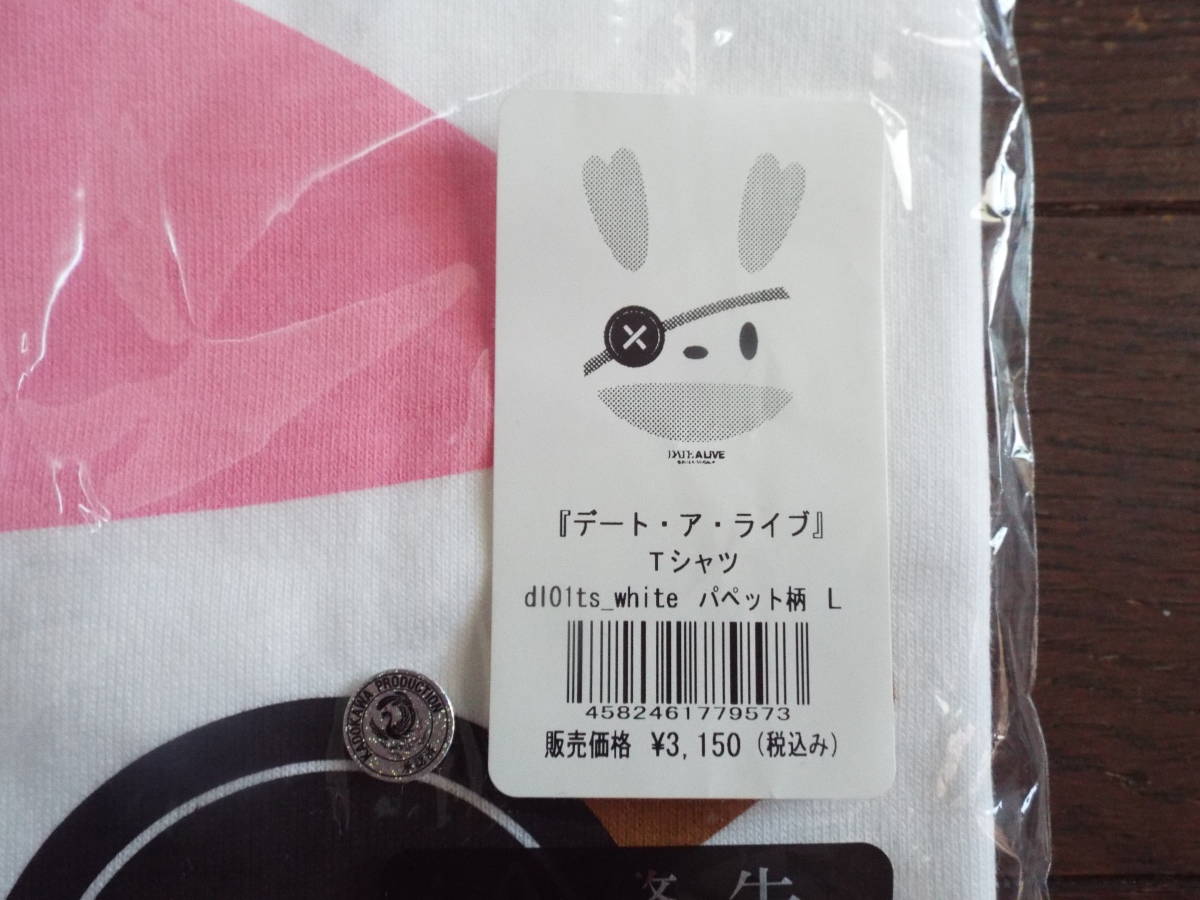 DATE A LIVE
『デート・ア・ライブ』
Tシャツ
dl01ts_white パペット柄 L
4582461779573
販売価格 ¥3,150 (税込み)
KADOKAWA PRODUCTION
生